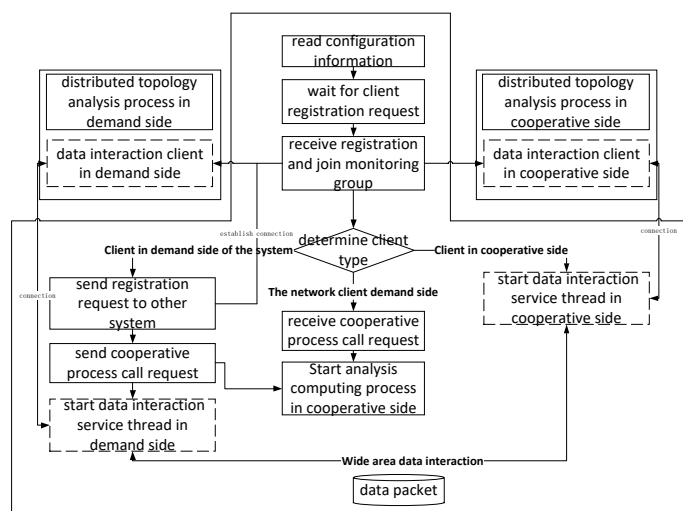 read configuration
information
wait for client
registration request
receive registration
and join monitoring
group
distributed topology
analysis process in
demand side
data interaction client
in demand side
distributed topology
analysis process in
cooperative side
data interaction client
in cooperative side
establish connection
connection
determine client
type
Client in demand side of the system
Client in cooperative side
The network client demand side
connection
send registration
request to other
system
send cooperative
process call request
start data interaction
service thread in
demand side
receive cooperative
process call request
Start analysis
computing process
in cooperative side
start data interaction
service thread in
cooperative side
Wide area data interaction
data packet